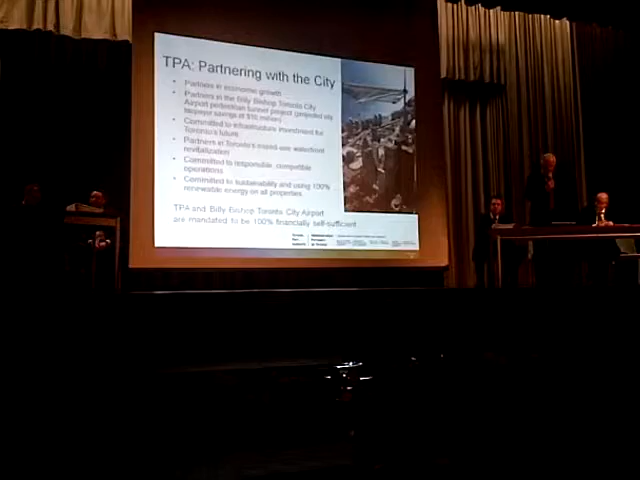 TPA: Partnering with the City
• Partners in economic growth
• Partners in the Billy Bishop Toronto City
Airport pedestrian tunnel project (projected city
taxpayer savings of $10 million)
• Committed to infrastructure investment for
Toronto's future
• Partners in Toronto's mixed-use waterfront
revitalization
• Committed to responsible, compatible
operations
• Committed to sustainability and using 100%
renewable energy on all properties
TPA and Billy Bishop Toronto City Airport
are mandated to be 100% financially self-sufficient